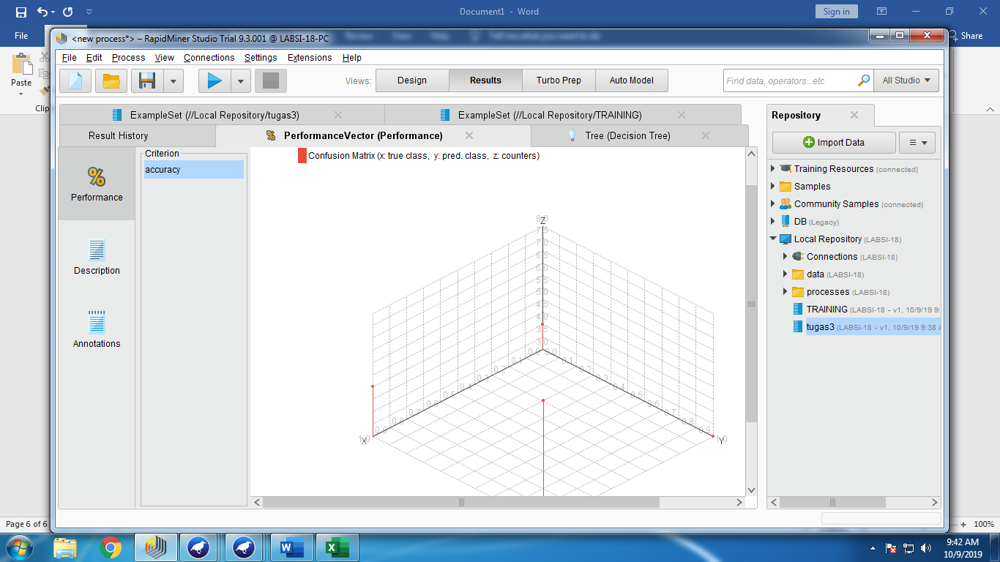 Document1 - Word
Sign in
File
Share
<new process*> – RapidMiner Studio Trial 9.3.001 @ LABSI-18-PC
File Edit Process View Connections Settings Extensions Help
Paste
Clip
Views: Design Results Turbo Prep Auto Model
Find data, operators...etc
All Studio
ExampleSet (//Local Repository/tugas3)
ExampleSet (//Local Repository/TRAINING)
Result History
PerformanceVector (Performance)
Tree (Decision Tree)
%
Performance
Description
Annotations
Criterion
accuracy
Confusion Matrix (x: true class, y: pred. class, z: counters)
Z
X
Y
Repository
Import Data
Training Resources (connected)
Samples
Community Samples (connected)
DB (Legacy)
Local Repository (LABSI-18)
Connections (LABSI-18)
data (LABSI-18)
processes (LABSI-18)
TRAINING (LABSI-18 - v1, 10/9/19 9:
tugas3 (LABSI-18 - v1, 10/9/19 9:38 A
Page 6 of 6
100%
9:42 AM
10/9/2019